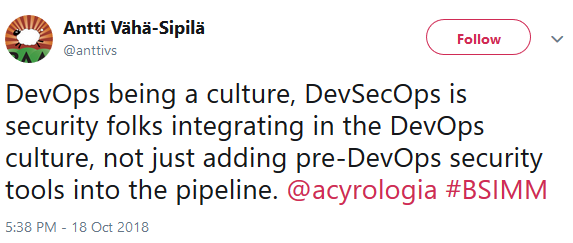 Antti Vähä-Sipilä
@anttivs
Follow
DevOps being a culture, DevSecOps is
security folks integrating in the DevOps
culture, not just adding pre-DevOps security
tools into the pipeline. @acyrologia #BSIMM
5:38 PM - 18 Oct 2018